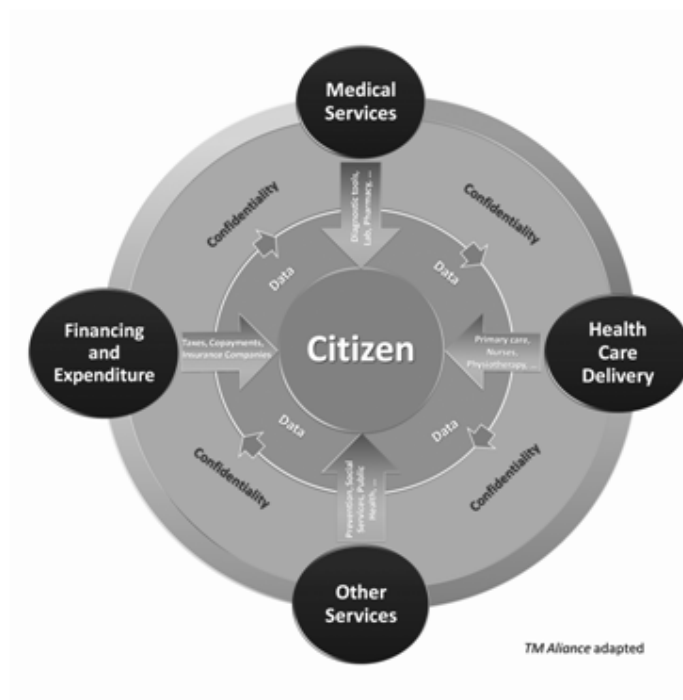 Medical
Services
Diagnostic tools,
Lab, Pharmacy, ...
Confidentiality
Confidentiality
Data
Data
Financing
and
Expenditure
Taxes, Copayments,
Insurance Companies
Citizen
Primary care,
Nurses,
Physiotherapy, ...
Health
Care
Delivery
Data
Data
Confidentiality
Confidentiality
Prevention, Social
Services, Public
Health, ...
Other
Services
TM Aliance adapted